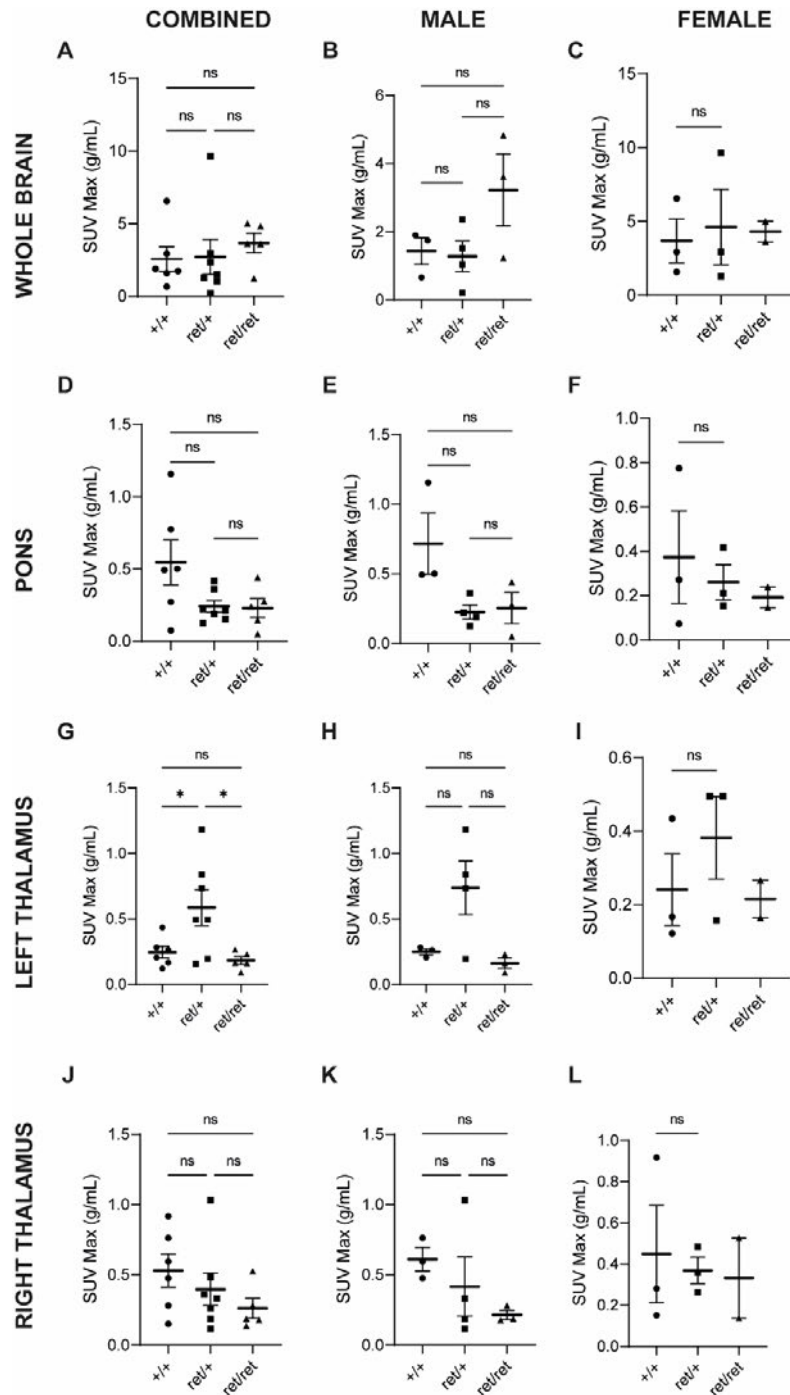 COMBINED MALE FEMALE
WHOLE BRAIN
A
ns
ns ns
SUV Max (g/mL)
15
10
5
0
+/+ ret/+ ret/ret
B
ns
ns
ns
SUV Max (g/mL)
6
4
2
0
+/+ ret/+ ret/ret
C
ns
SUV Max (g/mL)
15
10
5
0
+/+ ret/+ ret/ret
PONS
D
ns
ns
ns
SUV Max (g/mL)
1.5
1.0
0.5
0.0
+/+ ret/+ ret/ret
E
ns
ns
ns
SUV Max (g/mL)
1.5
1.0
0.5
0.0
+/+ ret/+ ret/ret
F
ns
SUV Max (g/mL)
1.0
0.8
0.6
0.4
0.2
0.0
+/+ ret/+ ret/ret
LEFT THALAMUS
G
ns
* *
SUV Max (g/mL)
1.5
1.0
0.5
0.0
+/+ ret/+ ret/ret
H
ns
ns ns
SUV Max (g/mL)
1.5
1.0
0.5
0.0
+/+ ret/+ ret/ret
I
ns
SUV Max (g/mL)
0.6
0.4
0.2
0.0
+/+ ret/+ ret/ret
RIGHT THALAMUS
J
ns
ns ns
SUV Max (g/mL)
1.5
1.0
0.5
0.0
+/+ ret/+ ret/ret
K
ns
ns ns
SUV Max (g/mL)
1.5
1.0
0.5
0.0
+/+ ret/+ ret/ret
L
ns
SUV Max (g/mL)
1.0
0.8
0.6
0.4
0.2
0.0
+/+ ret/+ ret/ret